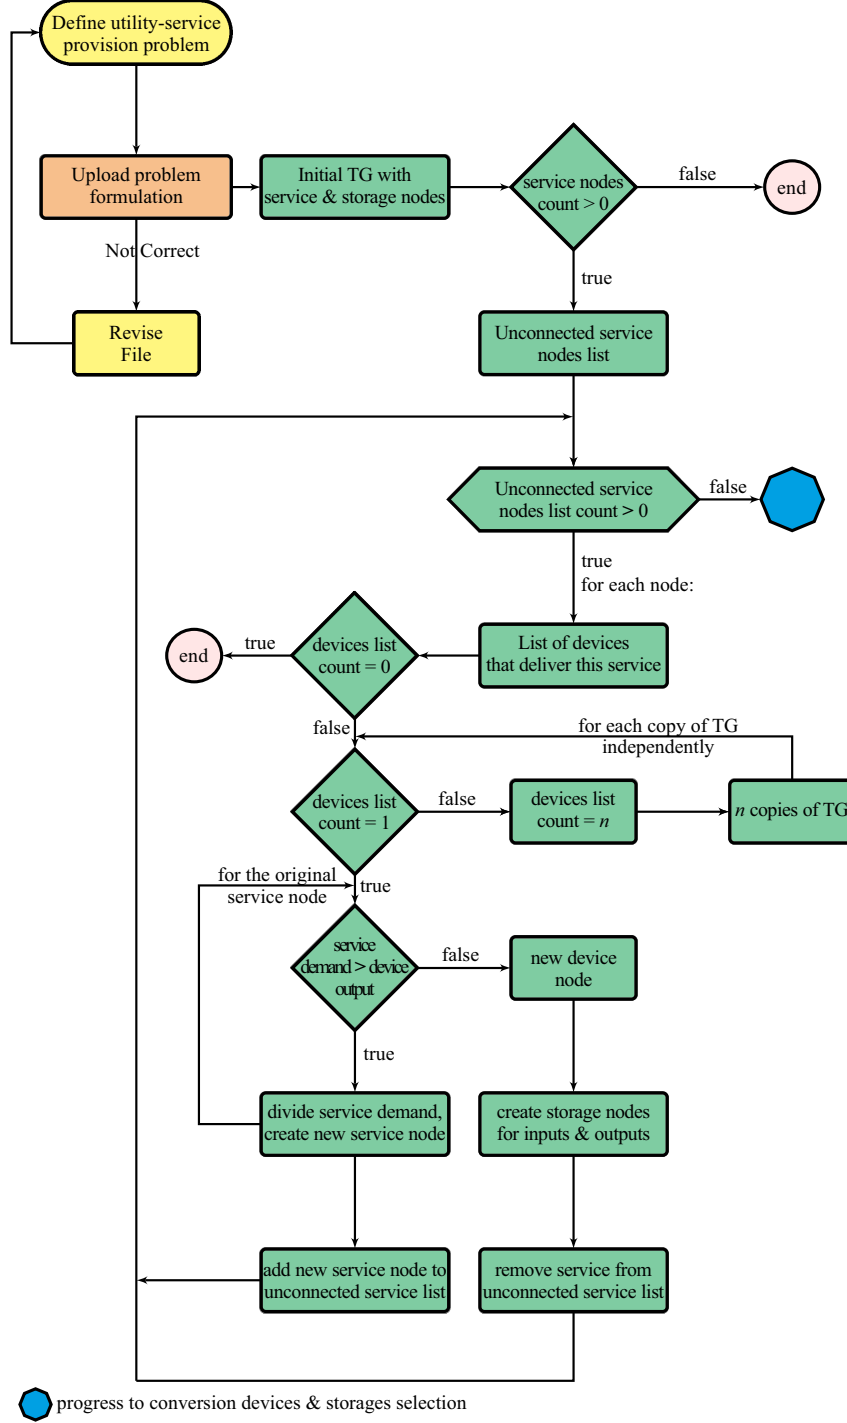 Define utility-service
provision problem
Upload problem
formulation
Initial TG with
service & storage nodes
service nodes
count > 0
false
end
Not Correct
true
Revise
File
Unconnected service
nodes list
Unconnected service
nodes list count > 0
false
true
for each node:
List of devices
that deliver this service
devices list
count = 0
true
end
false
for each copy of TG
independently
devices list
count = 1
false
devices list
count = n
n copies of TG
for the original
service node
true
service
demand > device
output
false
new device
node
true
divide service demand,
create new service node
create storage nodes
for inputs & outputs
add new service node to
unconnected service list
remove service from
unconnected service list
progress to conversion devices & storages selection